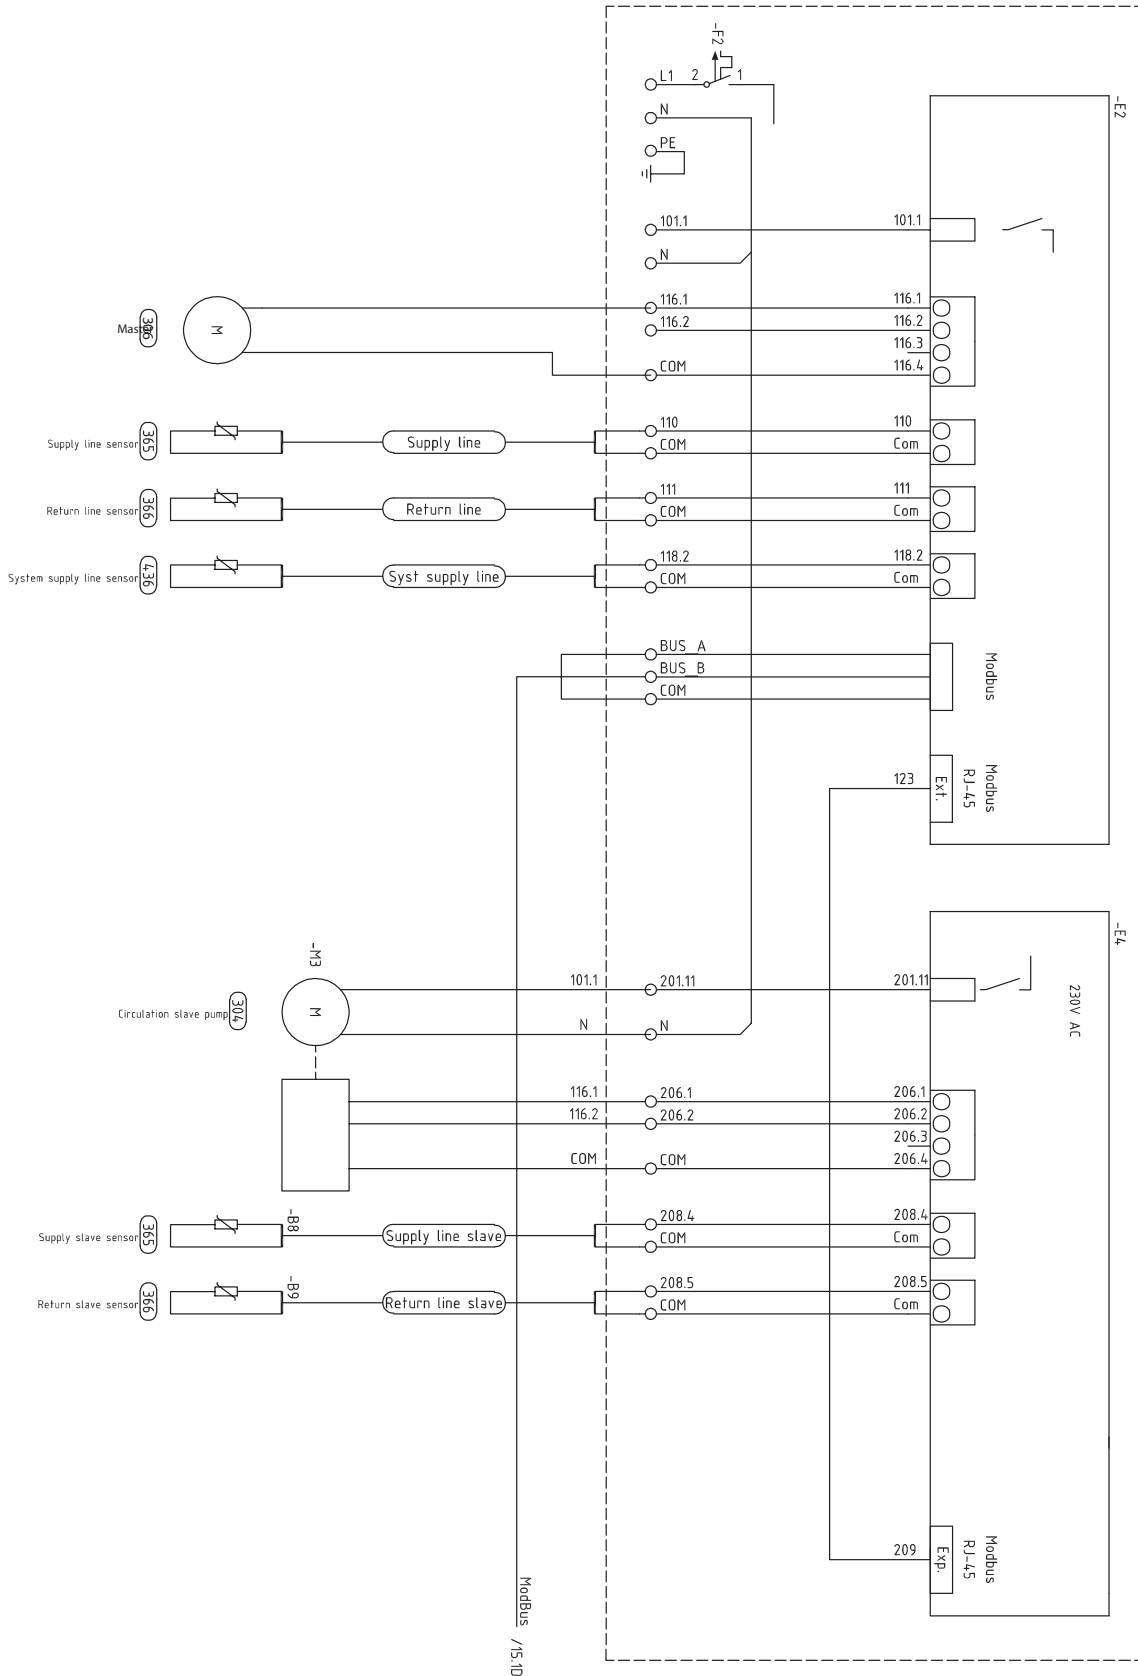 -F2
L1 2 1
N
PE
-E2
101.1 101.1
N
116.1 116.1
116.2 116.2
116.3
COM 116.4
M
Supply line sensor 365 Supply line 110 110
COM Com
Return line sensor 366 Return line 111 111
COM Com
System supply line sensor 436 Syst supply line 118.2 118.2
COM Com
BUS_A
BUS_B
COM
Modbus
123 Ext. RJ-45 Modbus
-E4
230V AC
-M3
Circulation slave pump 304 M
101.1 201.11 201.11
N N
116.1 206.1 206.1
116.2 206.2 206.2
206.3
COM COM 206.4
Supply slave sensor 365 -B8 Supply line slave 208.4 208.4
COM Com
Return slave sensor 366 -B9 Return line slave 208.5 208.5
COM Com
209 Exp. RJ-45 Modbus
ModBus /15.1D